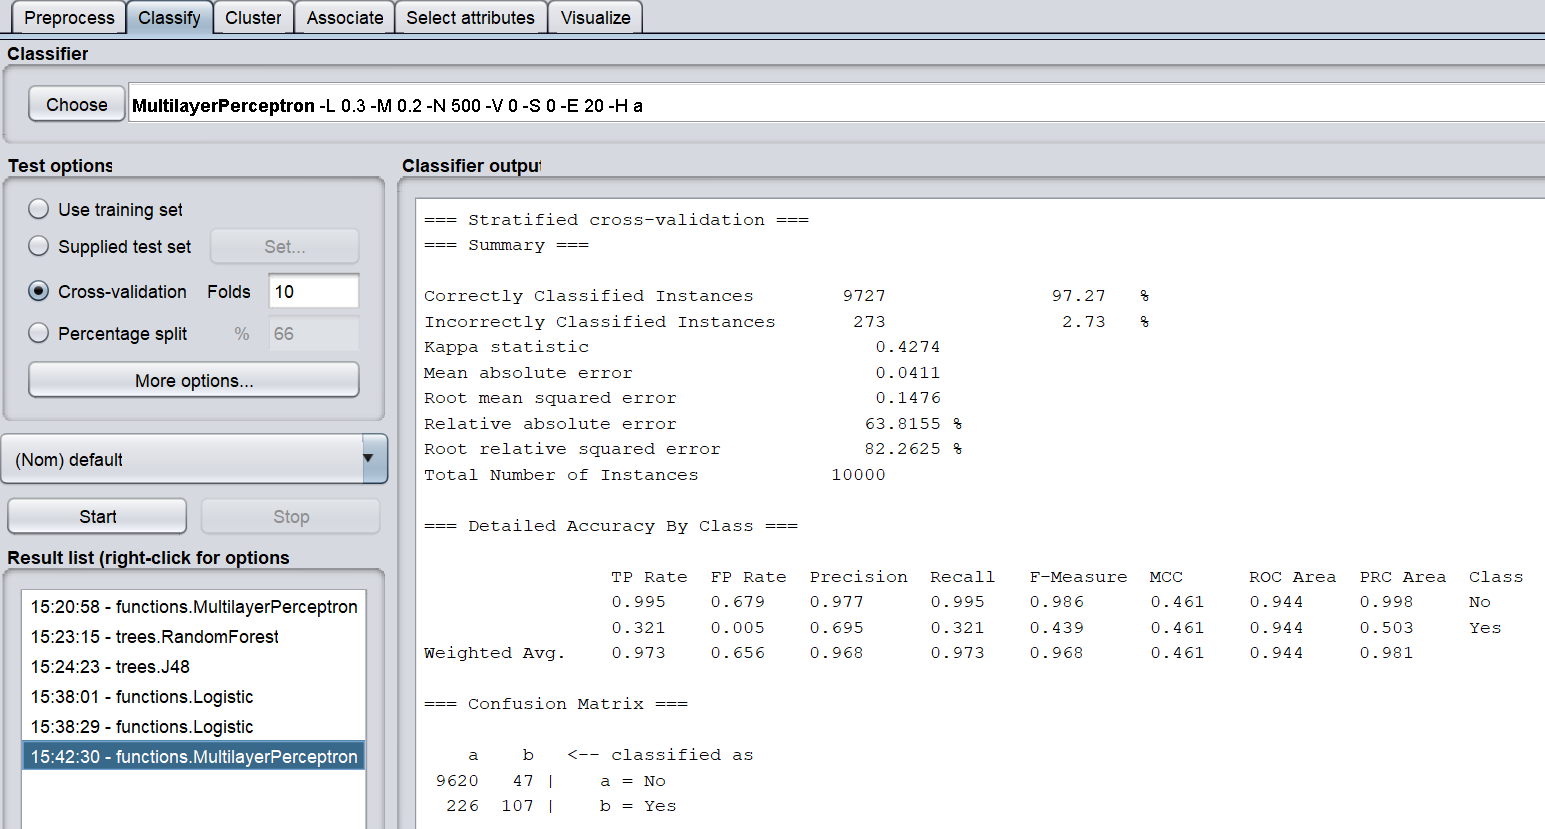 Preprocess Classify Cluster Associate Select attributes Visualize
Classifier
Choose MultilayerPerceptron -L 0.3 -M 0.2 -N 500 -V 0 -S 0 -E 20 -H a
Test options
Use training set
Supplied test set Set...
Cross-validation Folds 10
Percentage split % 66
More options...
(Nom) default
Start Stop
Result list (right-click for options
15:20:58 - functions.MultilayerPerceptron
15:23:15 - trees.RandomForest
15:24:23 - trees.J48
15:38:01 - functions.Logistic
15:38:29 - functions.Logistic
15:42:30 - functions.MultilayerPerceptron
Classifier output
=== Stratified cross-validation ===
=== Summary ===
Correctly Classified Instances 9727 97.27 %
Incorrectly Classified Instances 273 2.73 %
Kappa statistic 0.4274
Mean absolute error 0.0411
Root mean squared error 0.1476
Relative absolute error 63.8155 %
Root relative squared error 82.2625 %
Total Number of Instances 10000
=== Detailed Accuracy By Class ===
TP Rate FP Rate Precision Recall F-Measure MCC ROC Area PRC Area Class
0.995 0.679 0.977 0.995 0.986 0.461 0.944 0.998 No
0.321 0.005 0.695 0.321 0.439 0.461 0.944 0.503 Yes
Weighted Avg. 0.973 0.656 0.968 0.973 0.968 0.461 0.944 0.981
=== Confusion Matrix ===
a b <-- classified as
9620 47 | a = No
226 107 | b = Yes